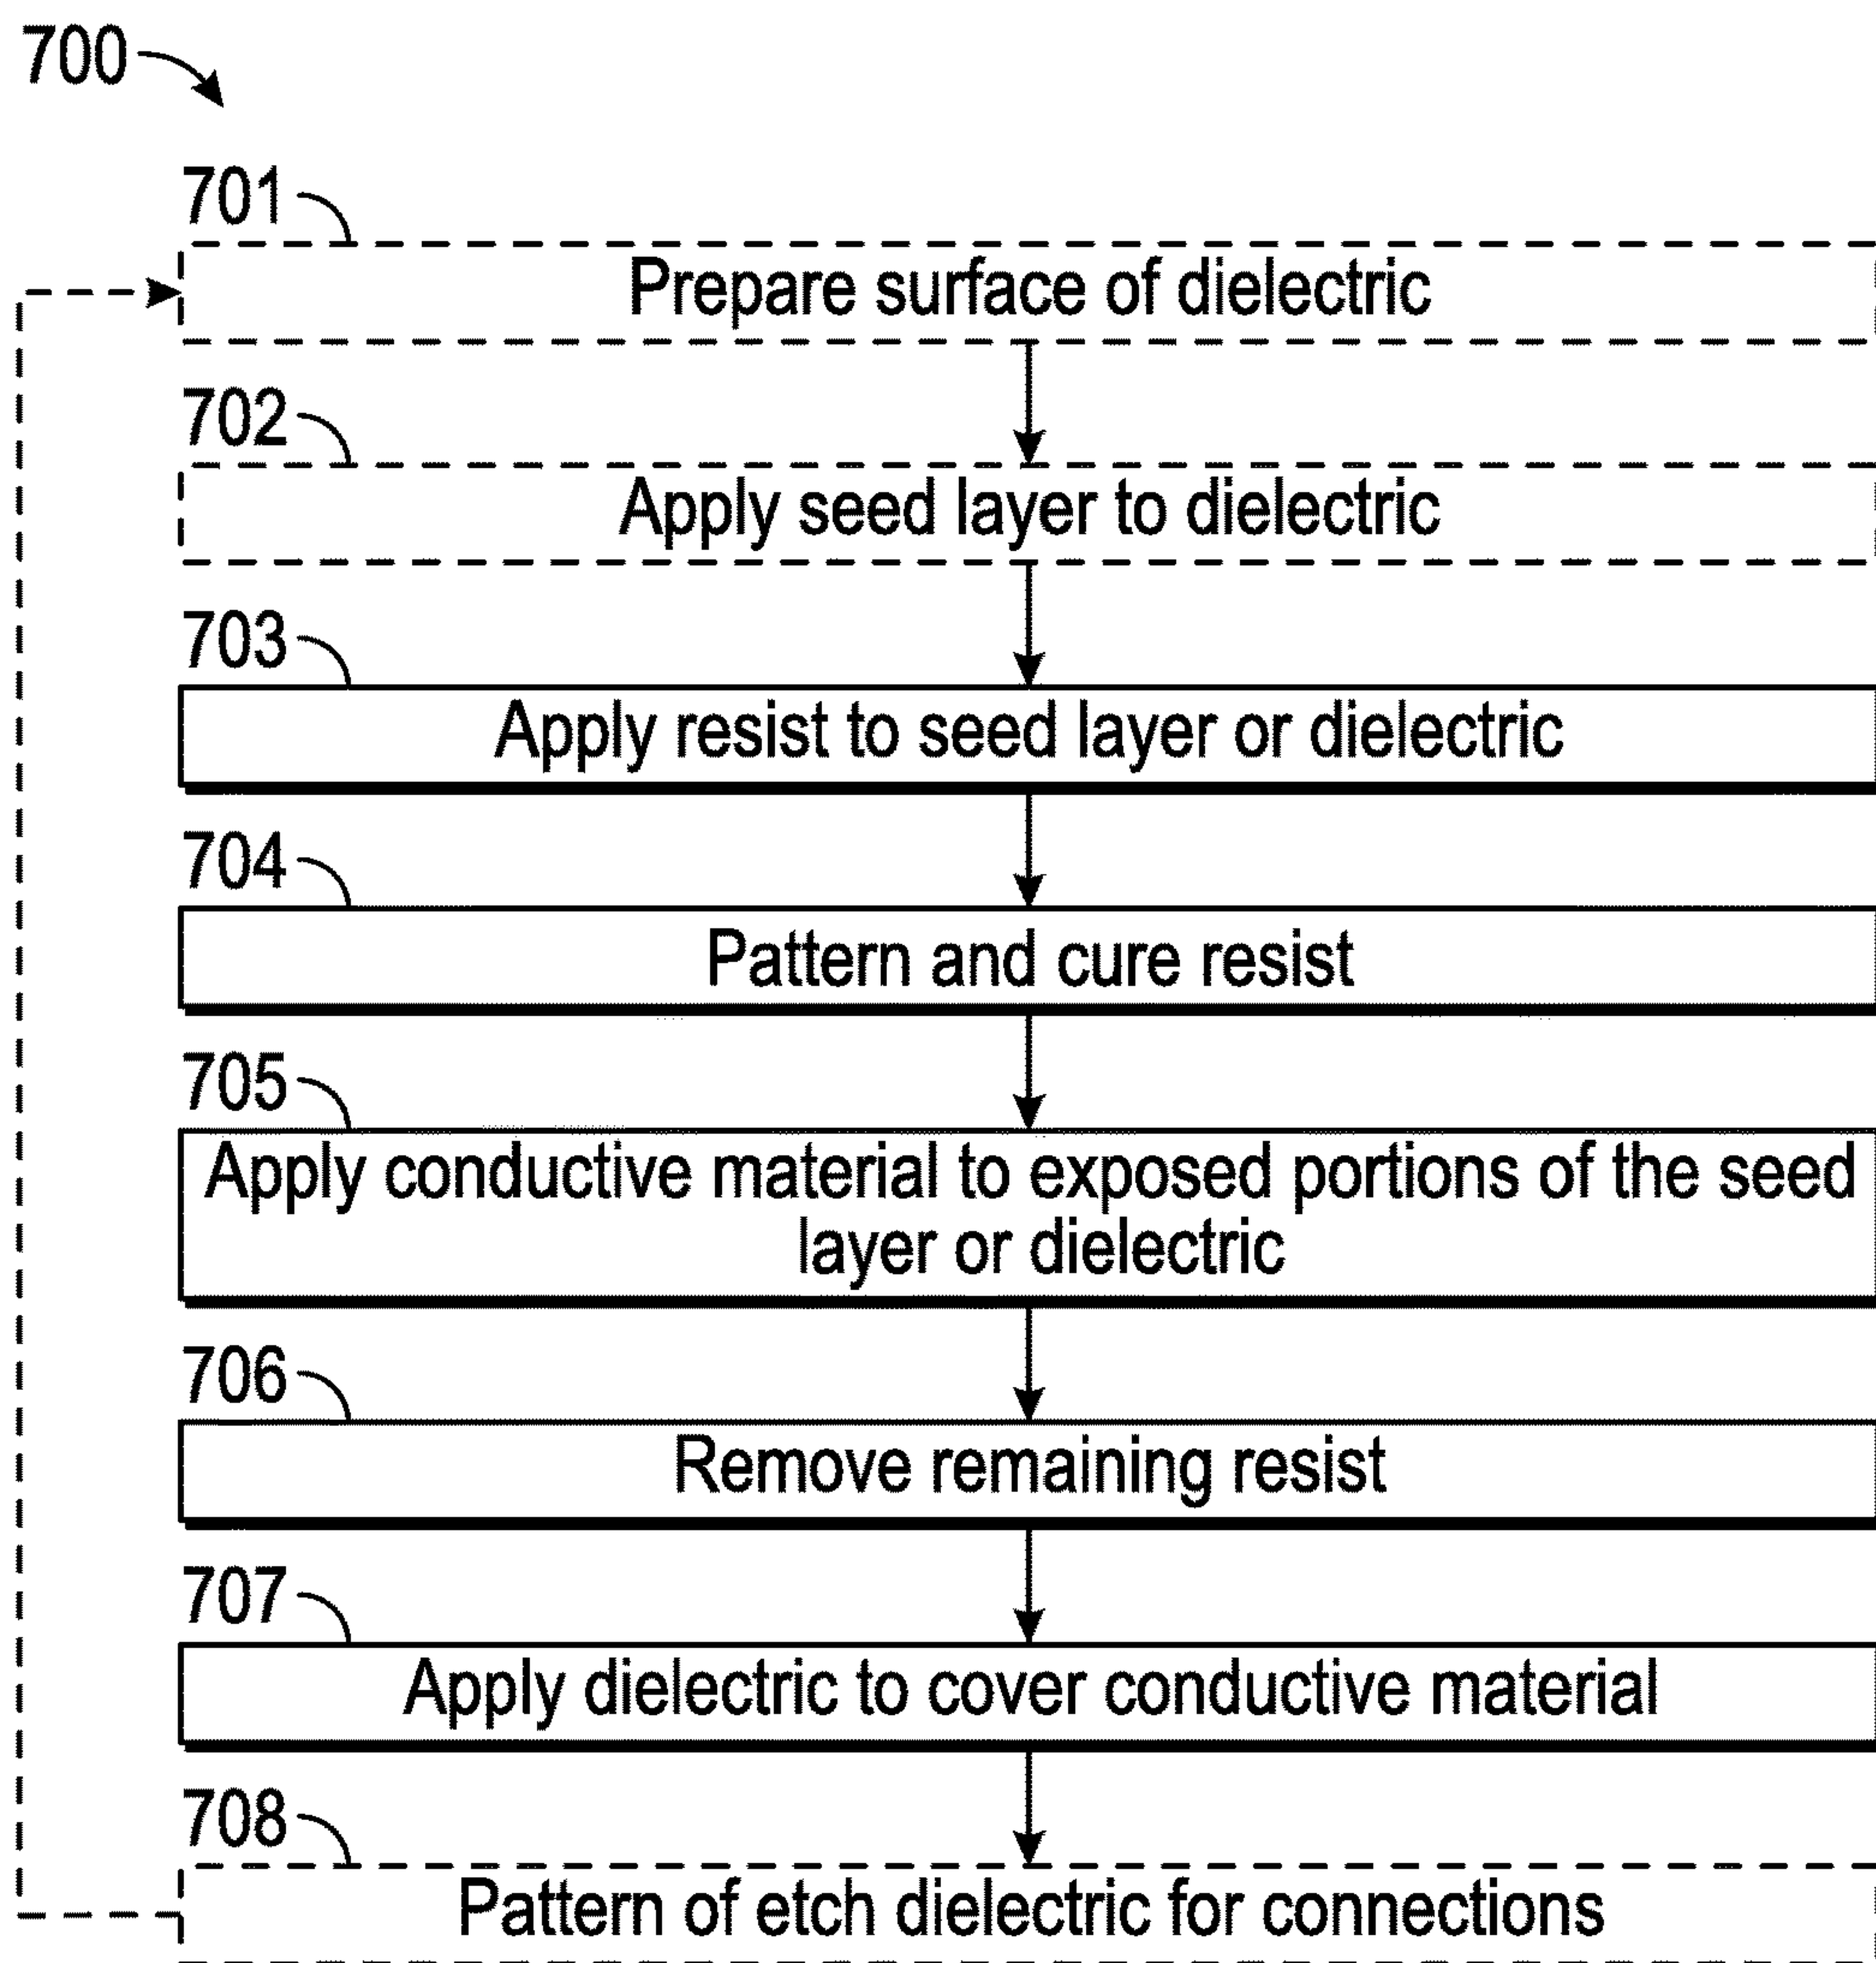 700
701
Prepare surface of dielectric
702
Apply seed layer to dielectric
703
Apply resist to seed layer or dielectric
704
Pattern and cure resist
705
Apply conductive material to exposed portions of the seed
layer or dielectric
706
Remove remaining resist
707
Apply dielectric to cover conductive material
708
Pattern of etch dielectric for connections